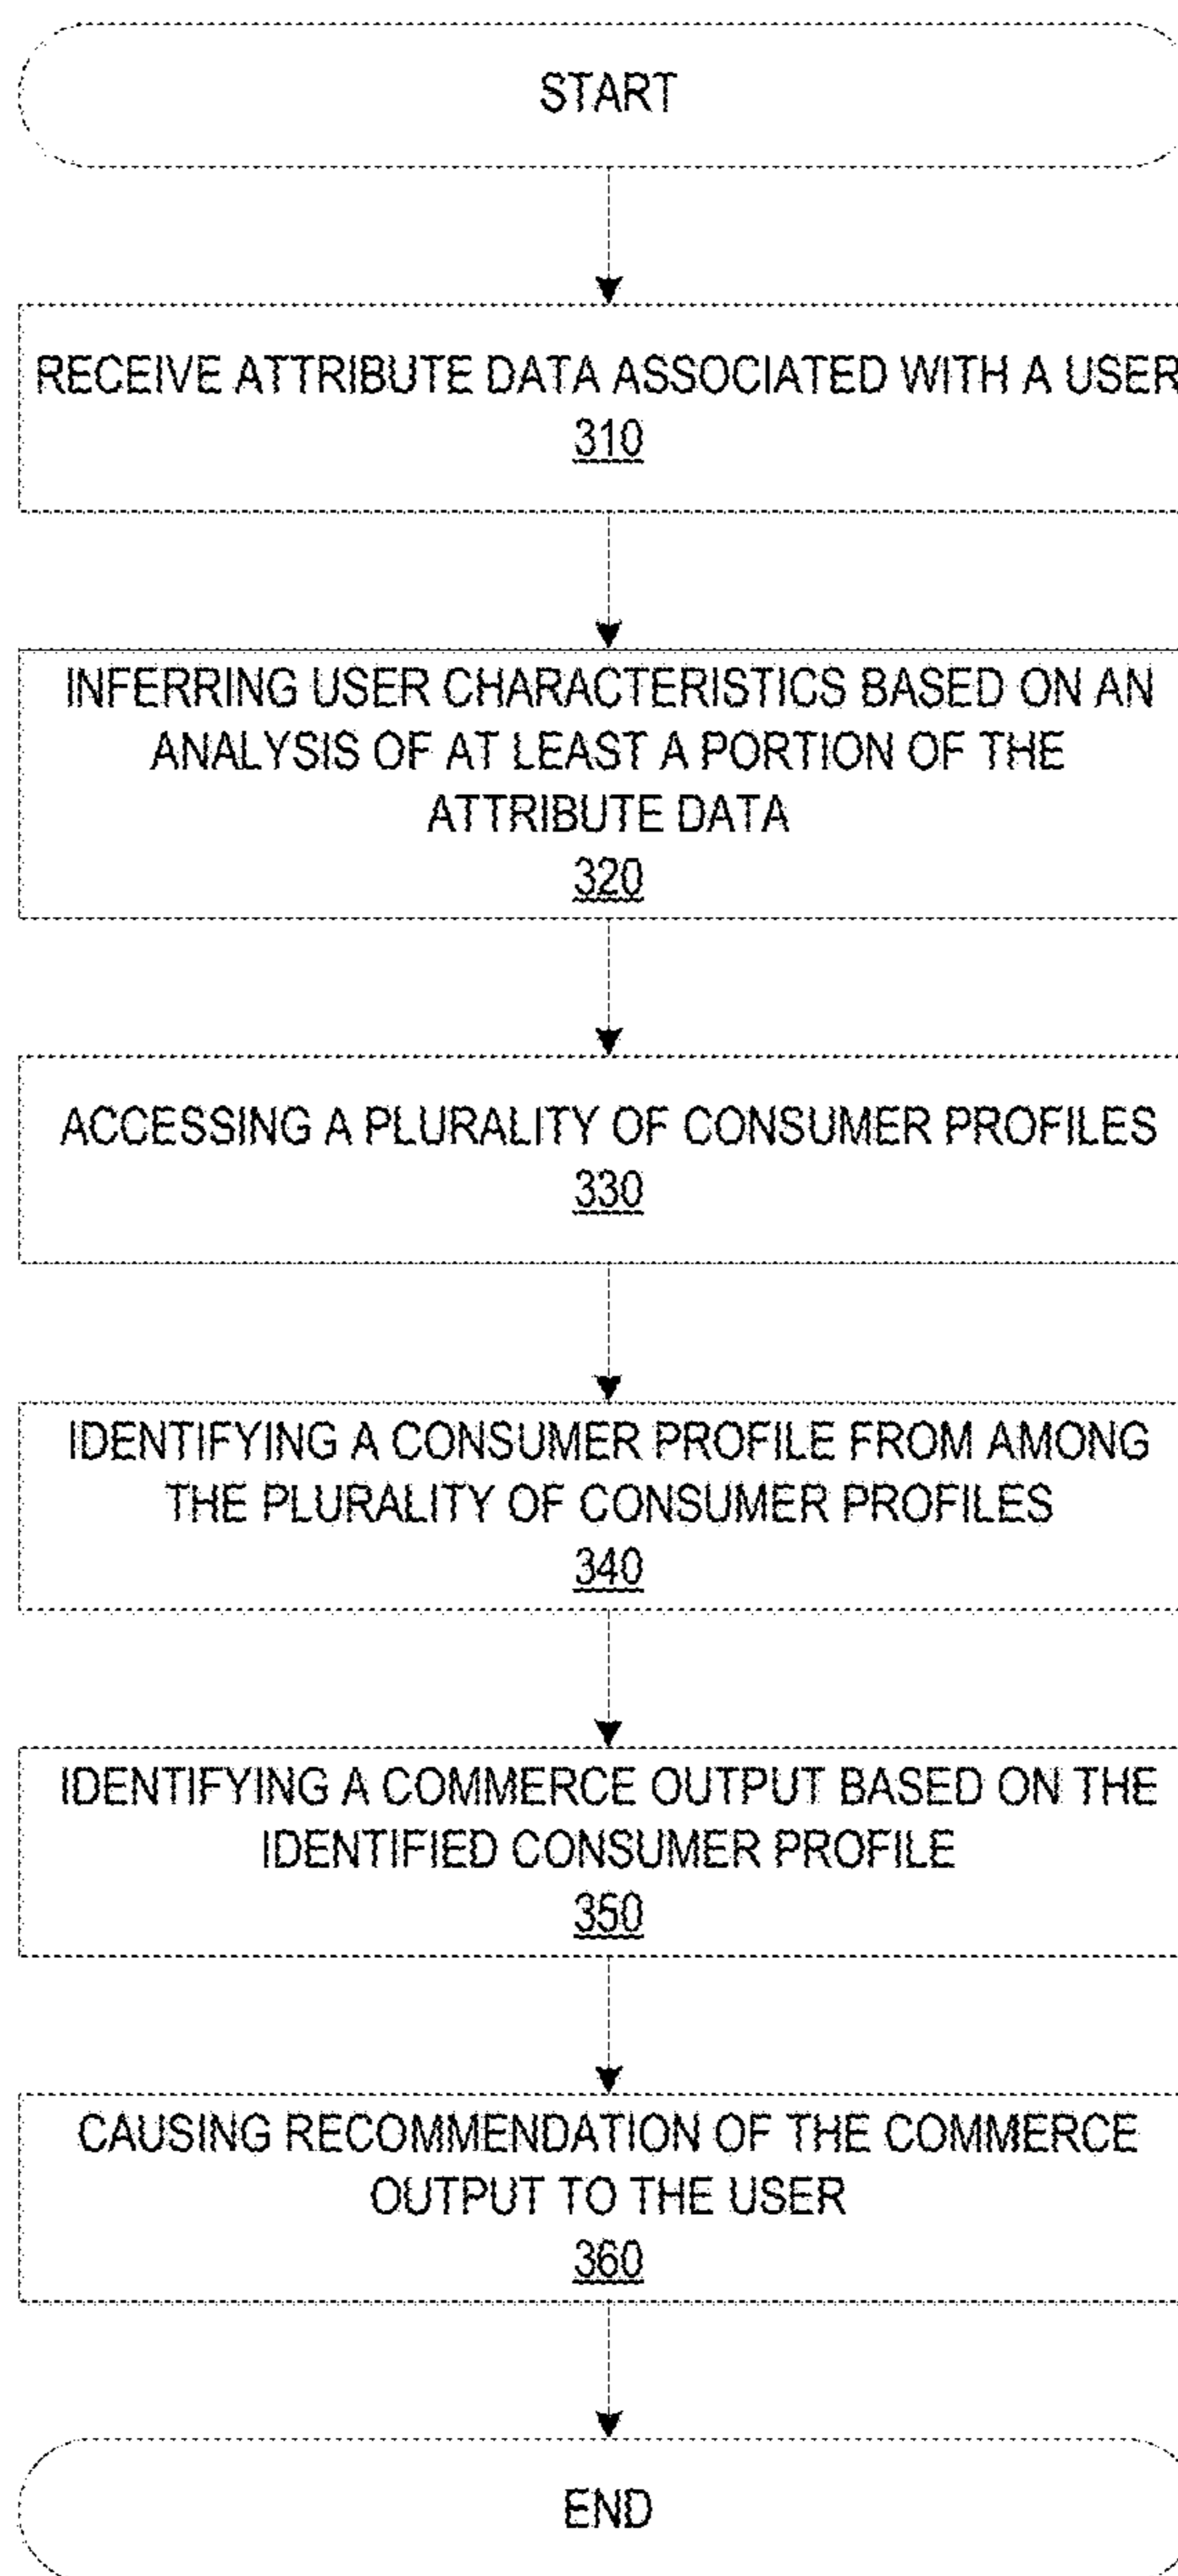 START
RECEIVE ATTRIBUTE DATA ASSOCIATED WITH A USER
310
INFERRING USER CHARACTERISTICS BASED ON AN
ANALYSIS OF AT LEAST A PORTION OF THE
ATTRIBUTE DATA
320
ACCESSING A PLURALITY OF CONSUMER PROFILES
330
IDENTIFYING A CONSUMER PROFILE FROM AMONG
THE PLURALITY OF CONSUMER PROFILES
340
IDENTIFYING A COMMERCE OUTPUT BASED ON THE
IDENTIFIED CONSUMER PROFILE
350
CAUSING RECOMMENDATION OF THE COMMERCE
OUTPUT TO THE USER
360
END